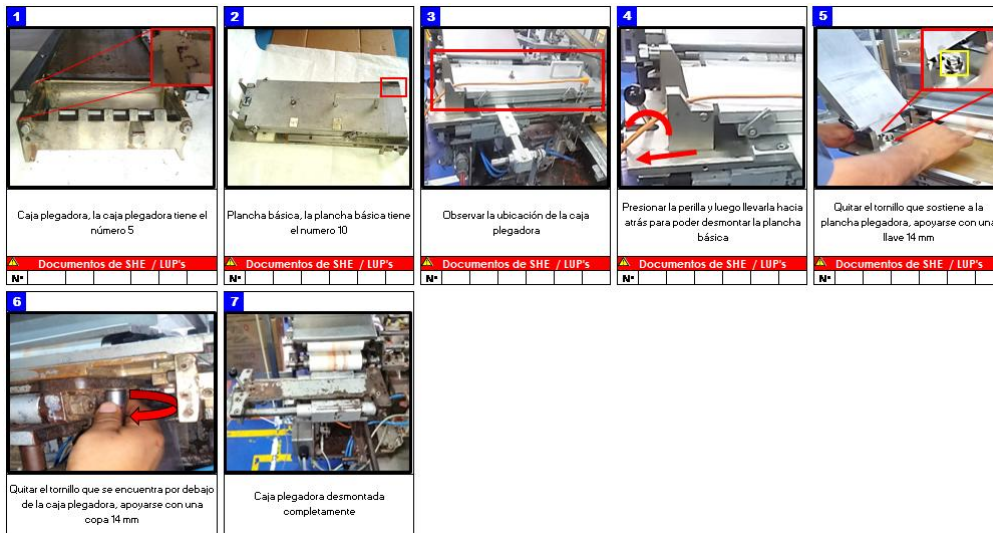 1
Caja plegadora, la caja plegadora tiene el
número 5
Documentos de SHE / LUP's
N°
2
Plancha básica, la plancha básica tiene
el numero 10
Documentos de SHE / LUP's
N°
3
Observar la ubicación de la caja
plegadora
Documentos de SHE / LUP's
N°
4
Presionar la perilla y luego llevarla hacia
atrás para poder desmontar la plancha
básica
Documentos de SHE / LUP's
N°
5
Quitar el tornillo que sostiene a la
plancha plegadora, apoyarse con una
llave 14 mm
Documentos de SHE / LUP's
N°
6
Quitar el tornillo que se encuentra por debajo
de la caja plegadora, apoyarse con una
copa 14 mm
7
Caja plegadora desmontada
completamente